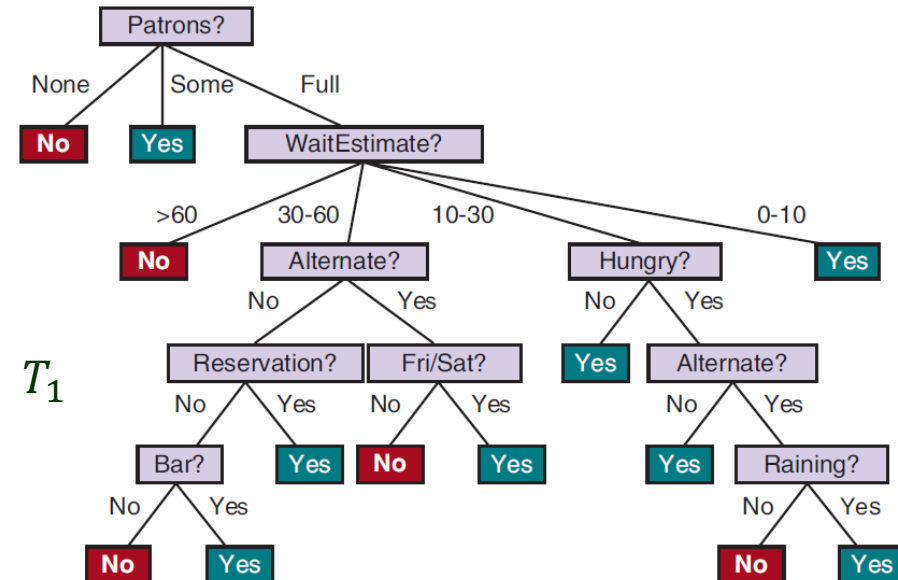 Patrons?
None Some Full
No Yes WaitEstimate?
>60 30-60 10-30 0-10
No Alternate? Hungry? Yes
No Yes No Yes
T1 Reservation? Fri/Sat? Yes Alternate?
No Yes No Yes No Yes
Bar? Yes No Yes Yes Raining?
No Yes No Yes
No Yes No Yes